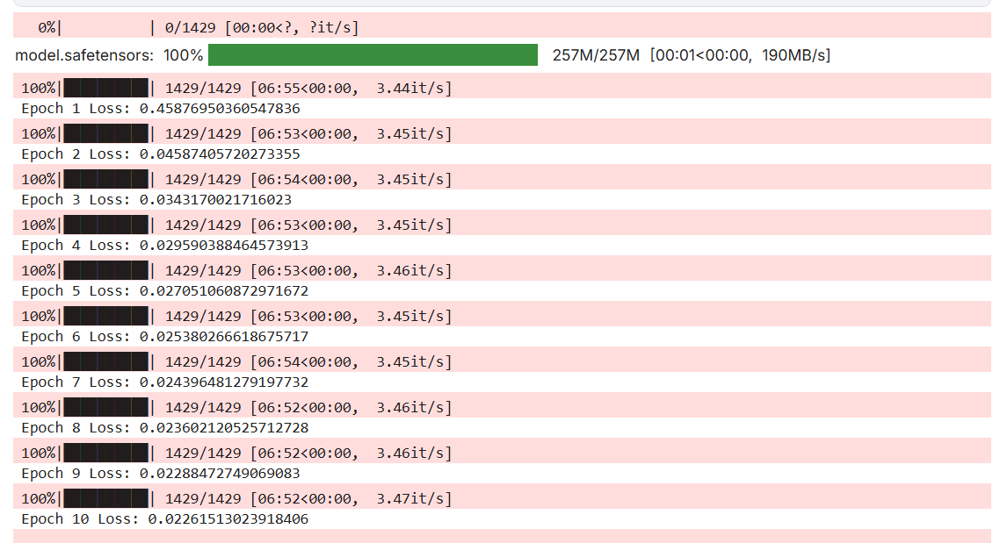 0%|          | 0/1429 [00:00<?, ?it/s]
model.safetensors: 100% 257M/257M [00:01<00:00, 190MB/s]
100%|██████████| 1429/1429 [06:55<00:00,  3.44it/s]
Epoch 1 Loss: 0.45876950360547836
100%|██████████| 1429/1429 [06:53<00:00,  3.45it/s]
Epoch 2 Loss: 0.04587405720273355
100%|██████████| 1429/1429 [06:54<00:00,  3.45it/s]
Epoch 3 Loss: 0.0343170021716023
100%|██████████| 1429/1429 [06:53<00:00,  3.45it/s]
Epoch 4 Loss: 0.029590388464573913
100%|██████████| 1429/1429 [06:53<00:00,  3.46it/s]
Epoch 5 Loss: 0.027051060872971672
100%|██████████| 1429/1429 [06:53<00:00,  3.45it/s]
Epoch 6 Loss: 0.025380266618675717
100%|██████████| 1429/1429 [06:54<00:00,  3.45it/s]
Epoch 7 Loss: 0.024396481279197732
100%|██████████| 1429/1429 [06:52<00:00,  3.46it/s]
Epoch 8 Loss: 0.023602120525712728
100%|██████████| 1429/1429 [06:52<00:00,  3.46it/s]
Epoch 9 Loss: 0.02288472749069083
100%|██████████| 1429/1429 [06:52<00:00,  3.47it/s]
Epoch 10 Loss: 0.02261513023918406